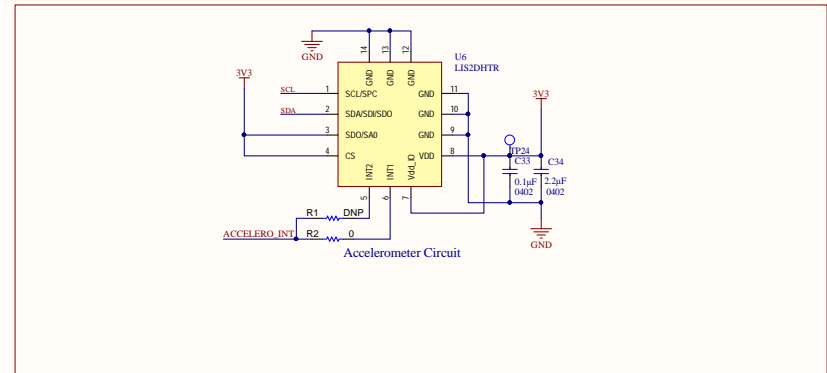 GND
14
13
12
GND
GND
GND
U6
LIS2DHTR
3V3
SCL
1
SCL/SPC
GND
11
3V3
SDA
2
SDA/SDI/SDO
GND
10
3
SDO/SA0
GND
9
4
CS
VDD
8
TP24
C33
C34
INT2
INT1
Vdd_IO
0.1µF
2.2µF
0402
0402
5
6
7
R1
DNP
ACCELERO_INT
R2
0
GND
Accelerometer Circuit